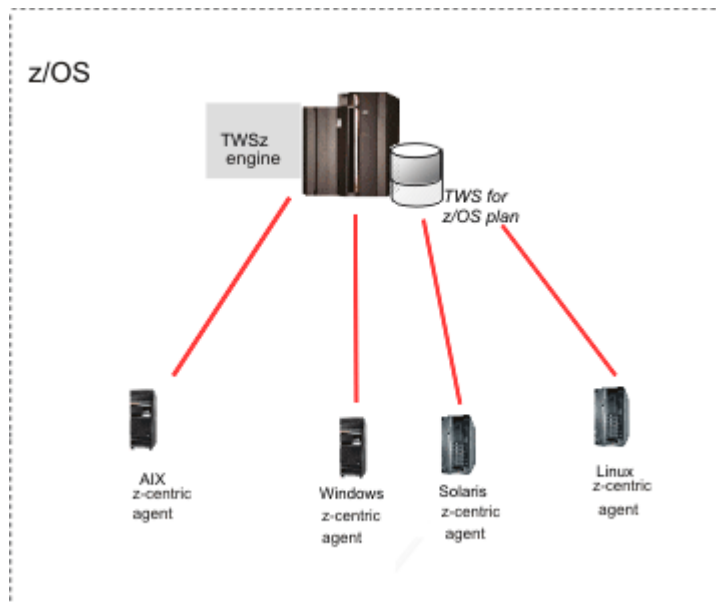 z/OS
TWSz
engine
TWS for
z/OS plan
AIX
z-centric
agent
Windows
z-centric
agent
Solaris
z-centric
agent
Linux
z-centric
agent